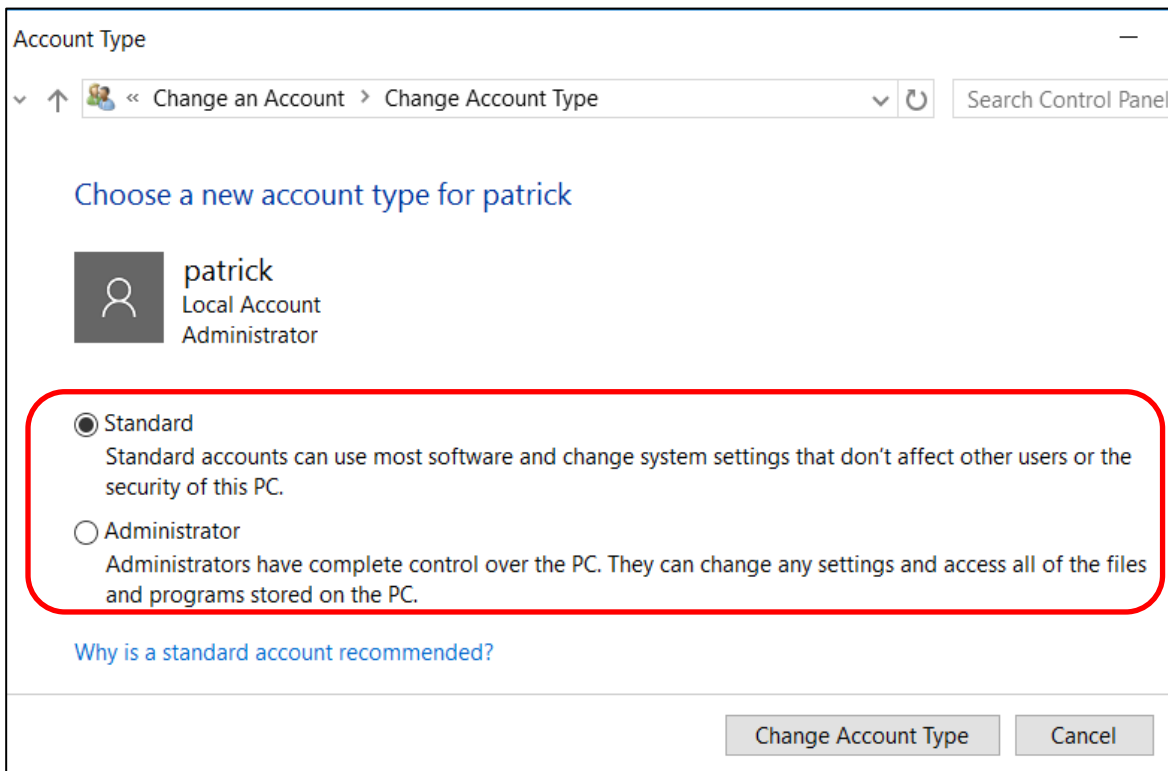 Account Type
« Change an Account > Change Account Type
Search Control Panel
Choose a new account type for patrick
patrick
Local Account
Administrator
Standard
Standard accounts can use most software and change system settings that don't affect other users or the
security of this PC.
Administrator
Administrators have complete control over the PC. They can change any settings and access all of the files
and programs stored on the PC.
Why is a standard account recommended?
Change Account Type
Cancel